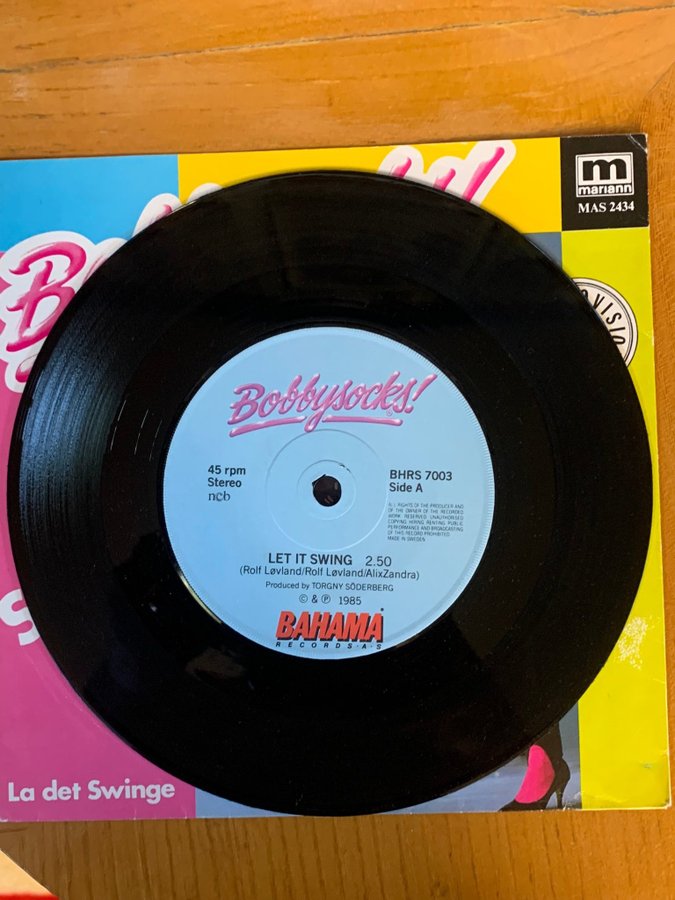 m
mariann
MAS 2434
Bobbysocks!
45 rpm
Stereo
ncb
BHRS 7003
Side A
ALL RIGHTS OF THE PRODUCER AND
OF THE OWNER OF THE RECORDED
WORK RESERVED UNAUTHORISED
COPYING HIRING RENTING PUBLIC
PERFORMANCE AND BROADCASTING
OF THIS RECORD PROHIBITED
MADE IN SWEDEN
LET IT SWING 2.50
(Rolf Løvland/Rolf Løvland/AlixZandra)
Produced by TORGNY SÖDERBERG
© & ℗ 1985
BAHAMA
RECORDS·A·S
La det Swinge